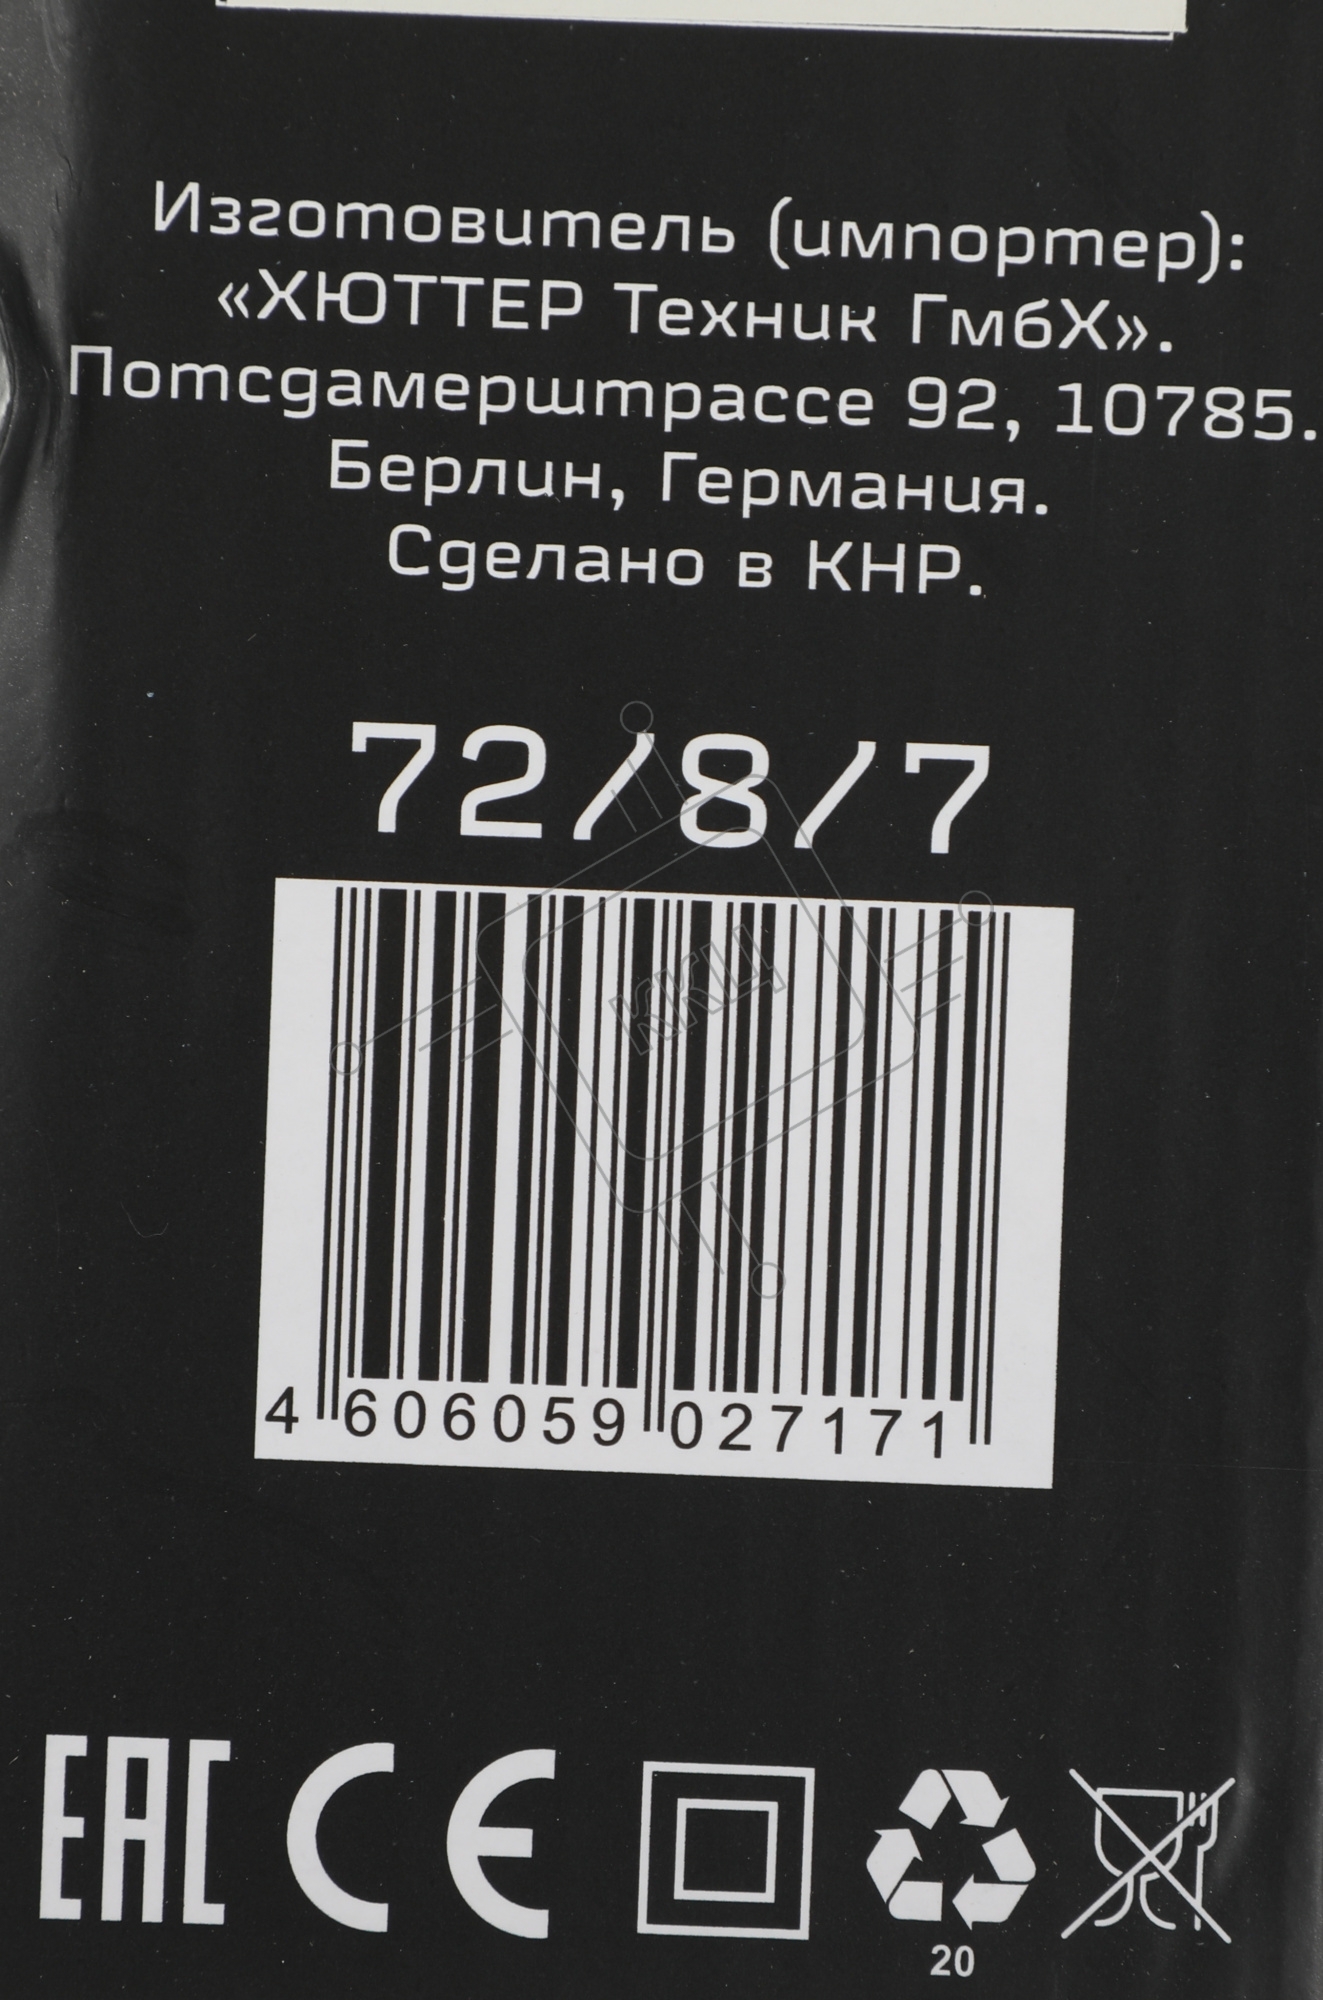 Изготовитель (импортер):
«ХЮТТЕР Техник ГмбХ».
Потсдамерштрассе 92, 10785.
Берлин, Германия.
Сделано в КНР.
72/8/7
ККЦ
4 606059 027171
EAC CE
20